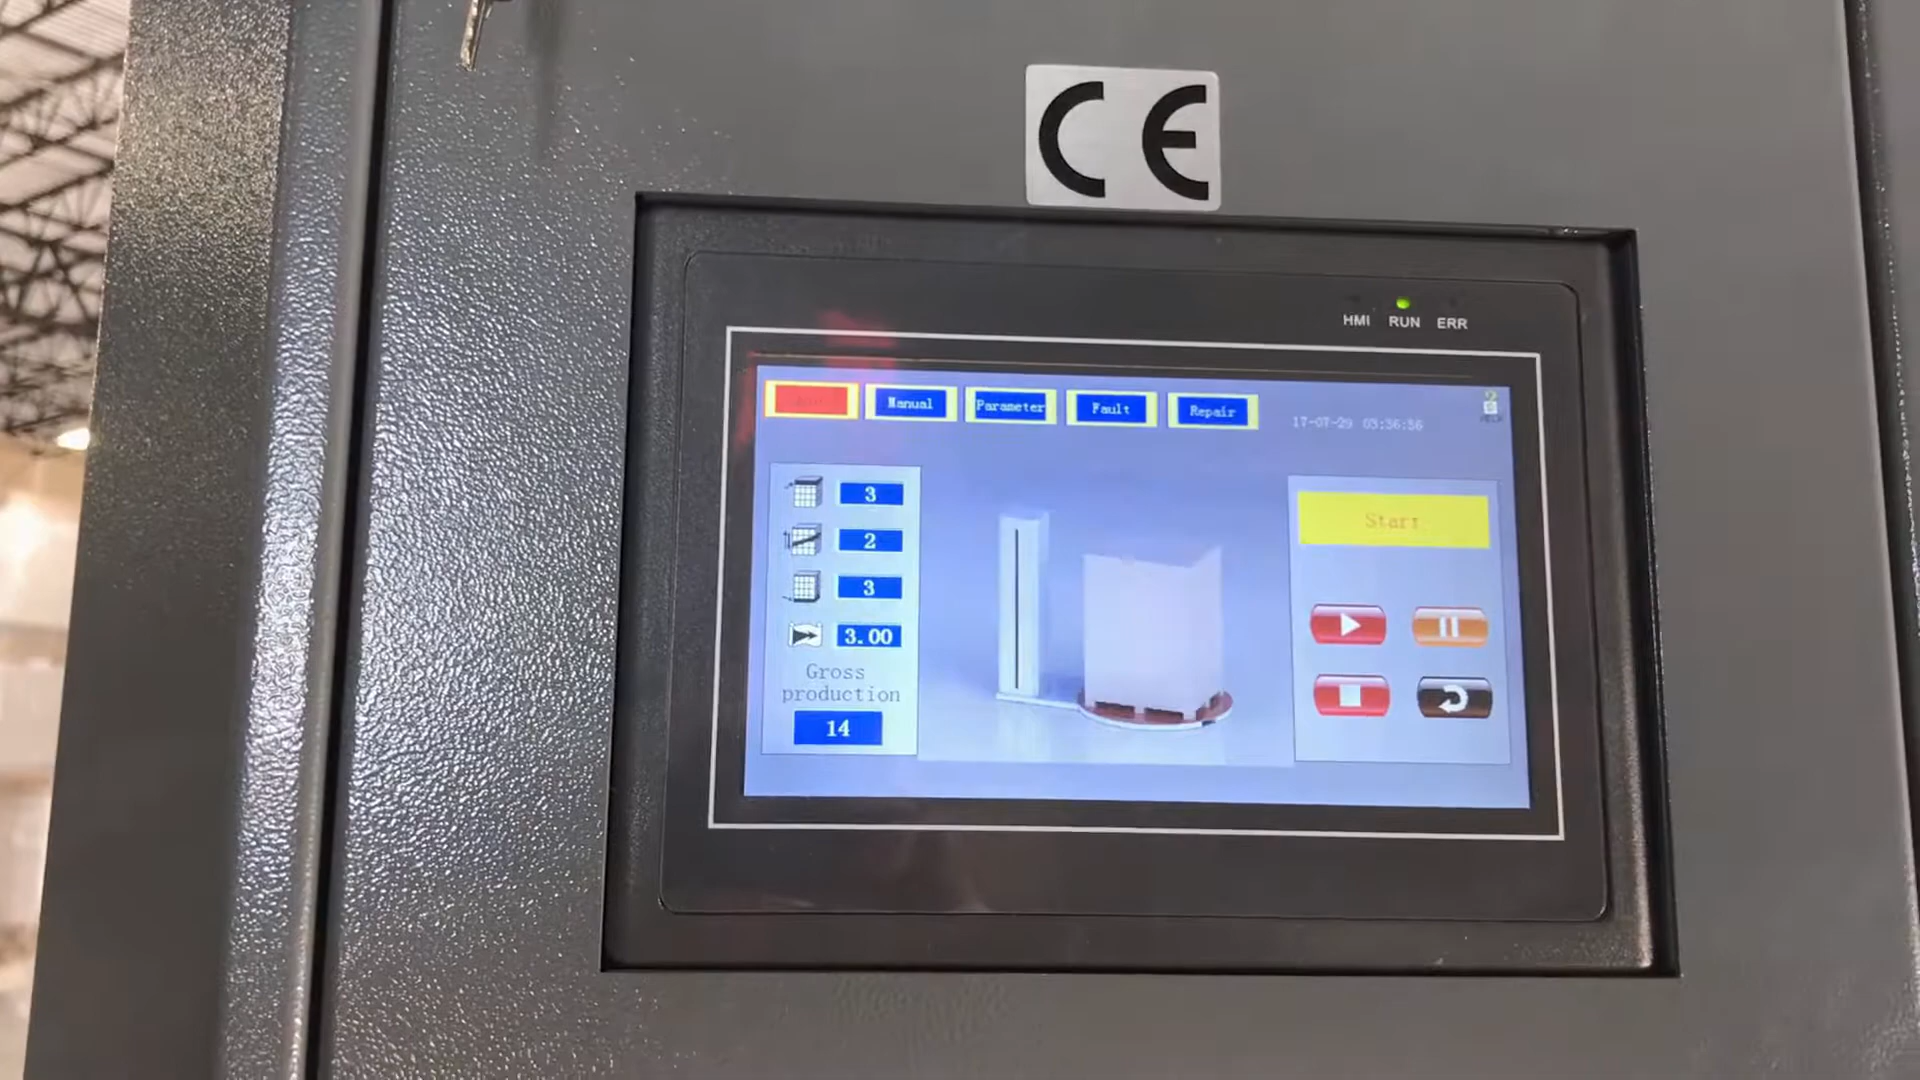 CE
HMI RUN ERR
Manual Parameter Fault Repair
17-07-29 03:36:36
3
2
3
3.00
Gross
production
14
Start